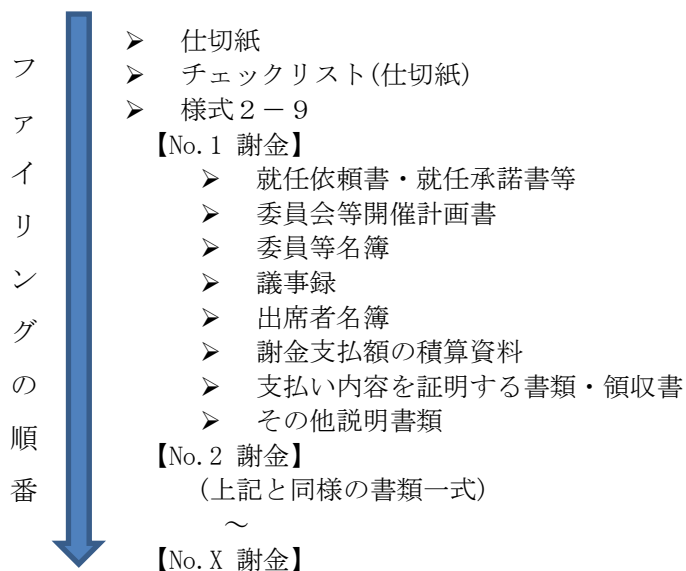 ファイリングの順番
➢ 仕切紙
➢ チェックリスト(仕切紙)
➢ 様式２－９
【No.1 謝金】
➢ 就任依頼書・就任承諾書等
➢ 委員会等開催計画書
➢ 委員等名簿
➢ 議事録
➢ 出席者名簿
➢ 謝金支払額の積算資料
➢ 支払い内容を証明する書類・領収書
➢ その他説明書類
【No.2 謝金】
(上記と同様の書類一式)
～
【No.X 謝金】